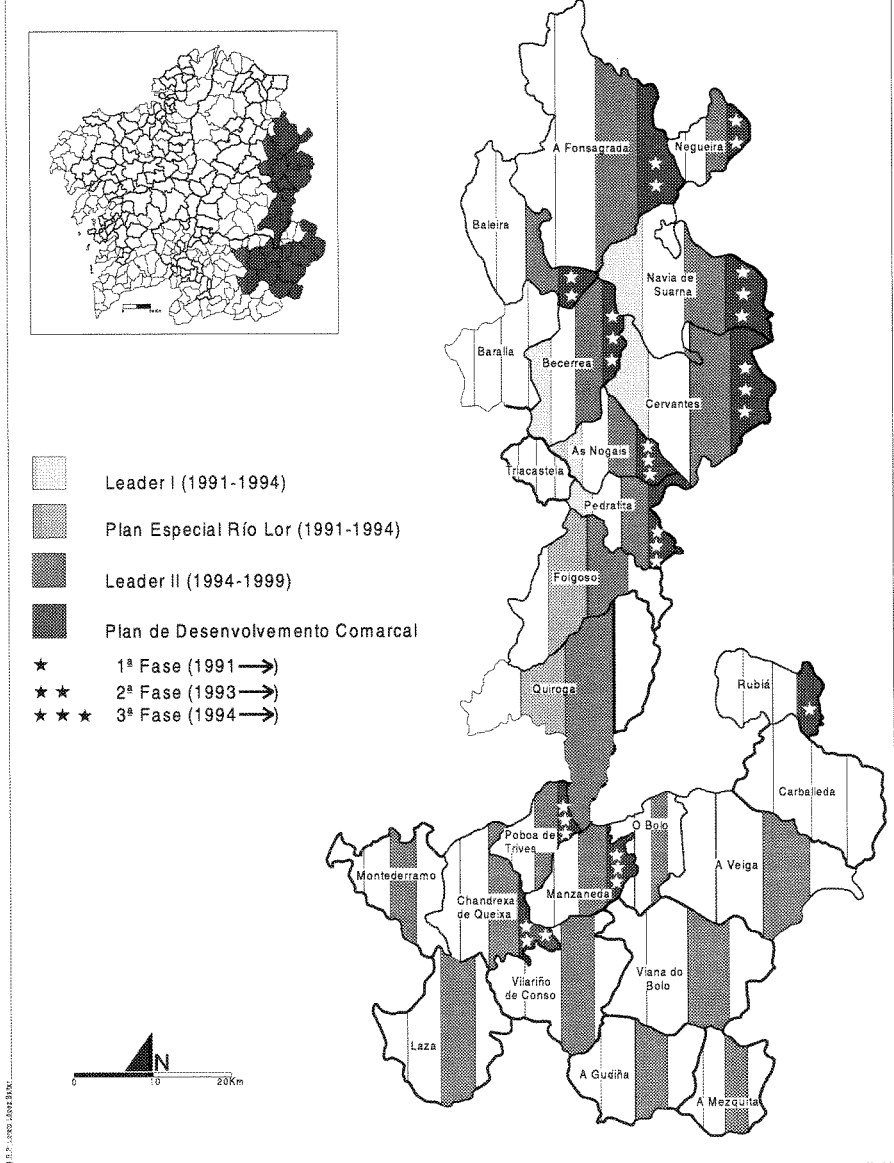 A Fonsagrada
Negueira
Baleira
Navia de
Suarna
Baralla
Becerrea
Cervantes
As Nogais
Triacastela
Pedrafita
Folgoso
Quiroga
Rubiá
Carballeda
O Bolo
Poboa de
Trives
A Veiga
Montederramo
Manzaneda
Chandrexa
de Queixa
Viana do
Bolo
Vilariño
de Conso
Laza
A Gudiña
A Mezquita
Leader I (1991-1994)
Plan Especial Río Lor (1991-1994)
Leader II (1994-1999)
Plan de Desenvolvemento Comarcal
★ 1ª Fase (1991→)
★★ 2ª Fase (1993→)
★★★ 3ª Fase (1994→)
N
0 10 20Km